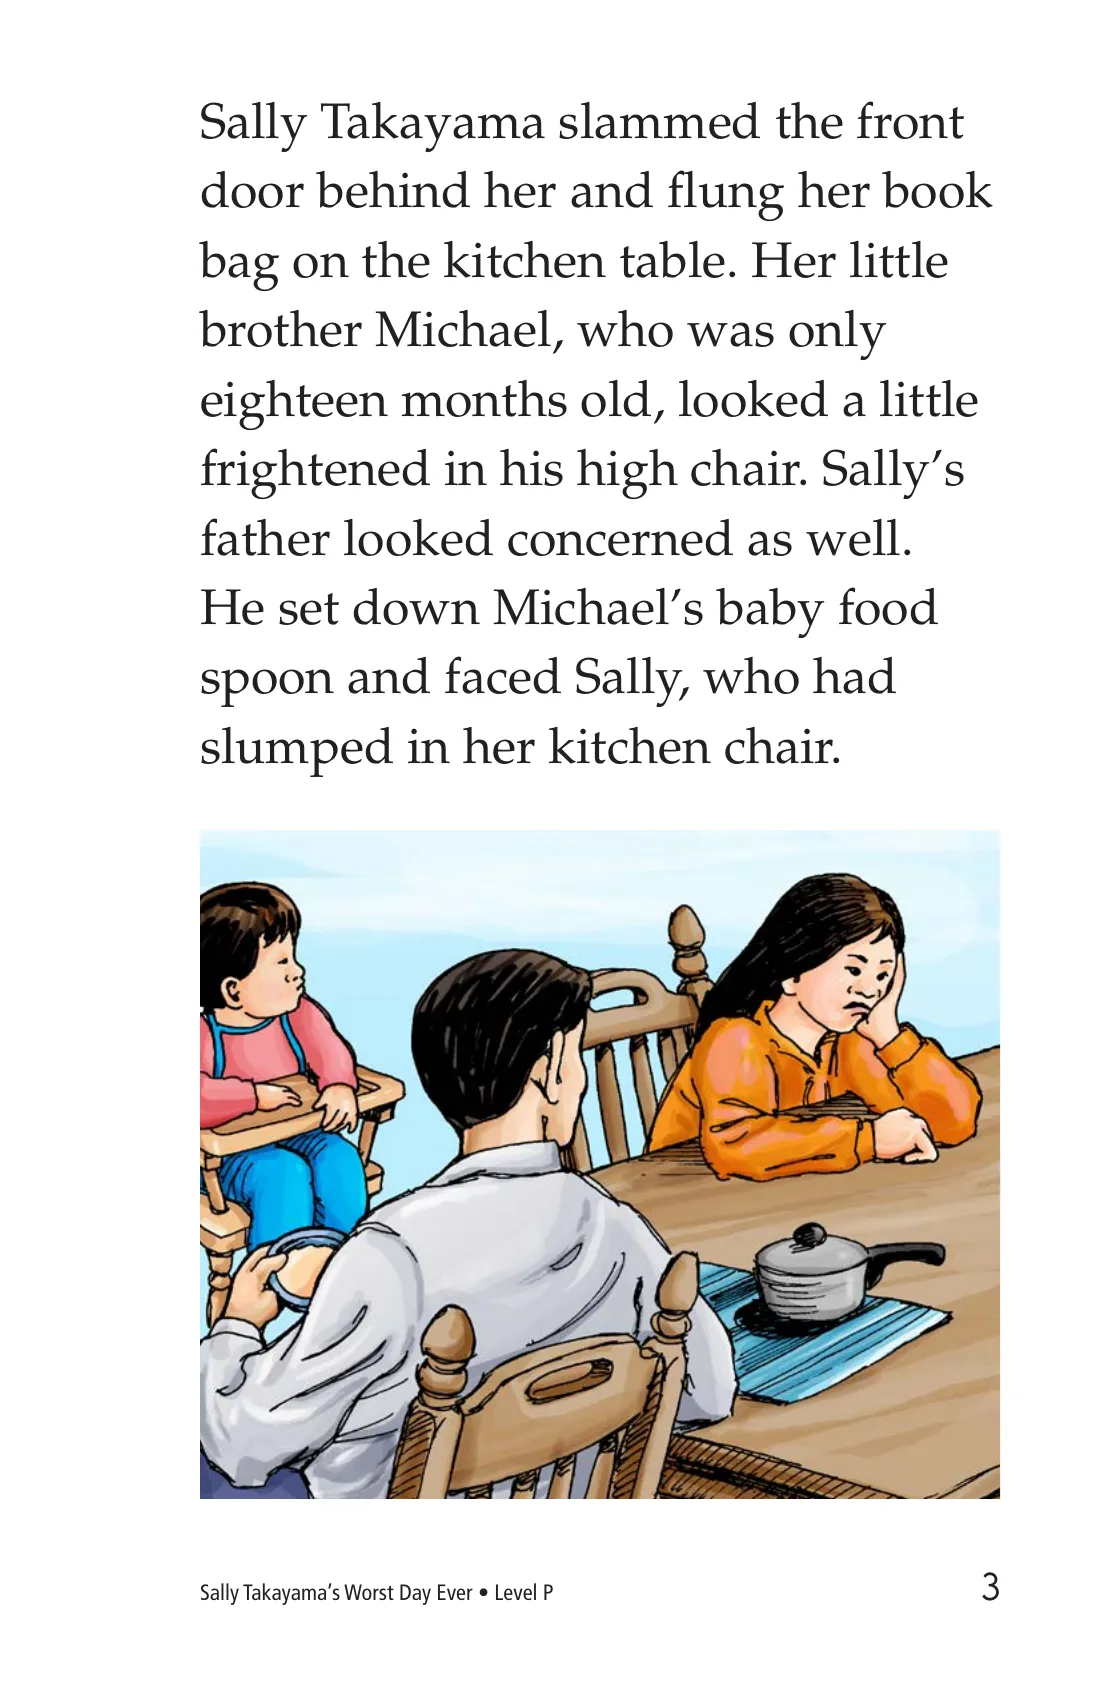 Sally Takayama slammed the front
door behind her and flung her book
bag on the kitchen table. Her little
brother Michael, who was only
eighteen months old, looked a little
frightened in his high chair. Sally’s
father looked concerned as well.
He set down Michael’s baby food
spoon and faced Sally, who had
slumped in her kitchen chair.
Sally Takayama’s Worst Day Ever • Level P
3